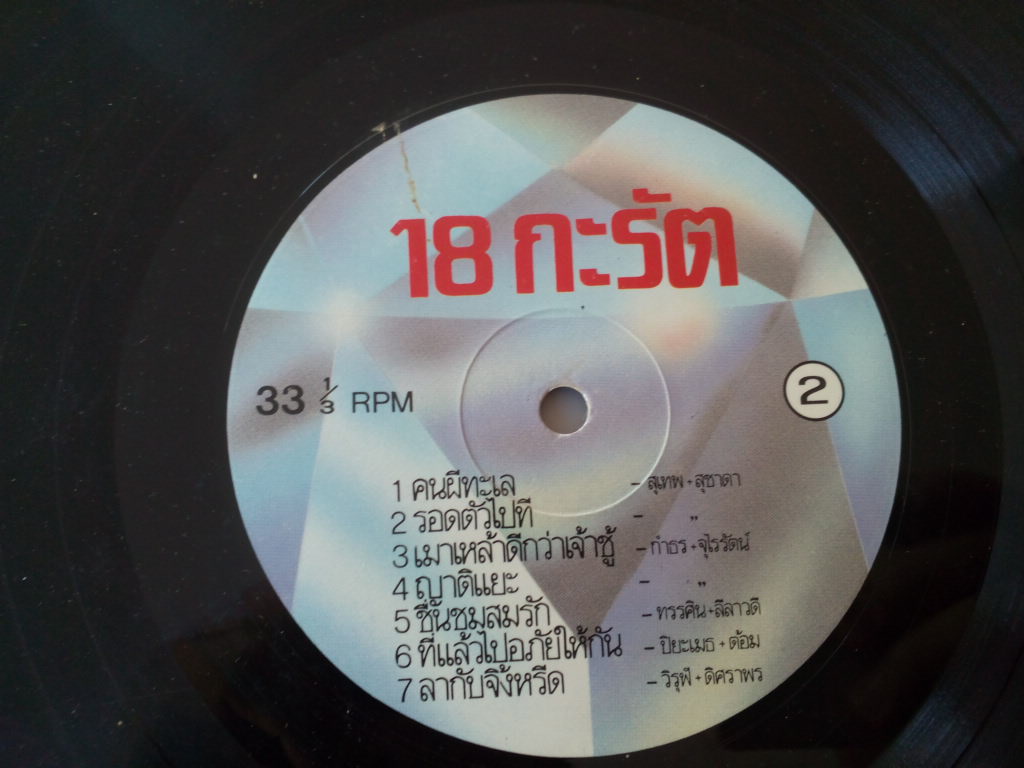 18 กะรัต
33 1/3 RPM
2
1 คนผีทะเล – สุเทพ + สุชาดา
2 รอดตัวไปที – „
3 เมาเหล้าดีกว่าเจ้าชู้ – กำธร + จุไรรัตน์
4 ญาติแยะ – „
5 ชื่นชุมสมรัก – ทรรศิน + ลีลาวดี
6 ที่แล้วไปอภัยให้กัน – ปิยะเมธ + ต้อม
7 ลากับจิ้งหรีด – วิรุฬ + ดิศราพร